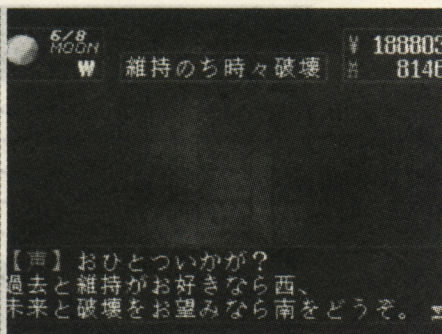 6/8
MOON
W
維持のち時々破壊
¥ 188803
M 8146
【声】おひとついかが?
過去と維持がお好きなら西、
未来と破壊をお望みなら南をどうぞ。